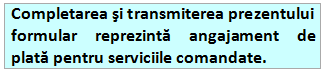 Completarea şi transmiterea prezentului
formular reprezintă angajament de
plată pentru serviciile comandate.